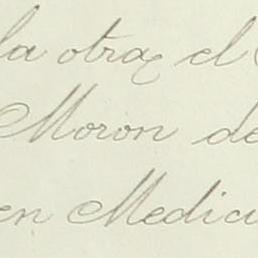 la otra el
Moron de
en Medici